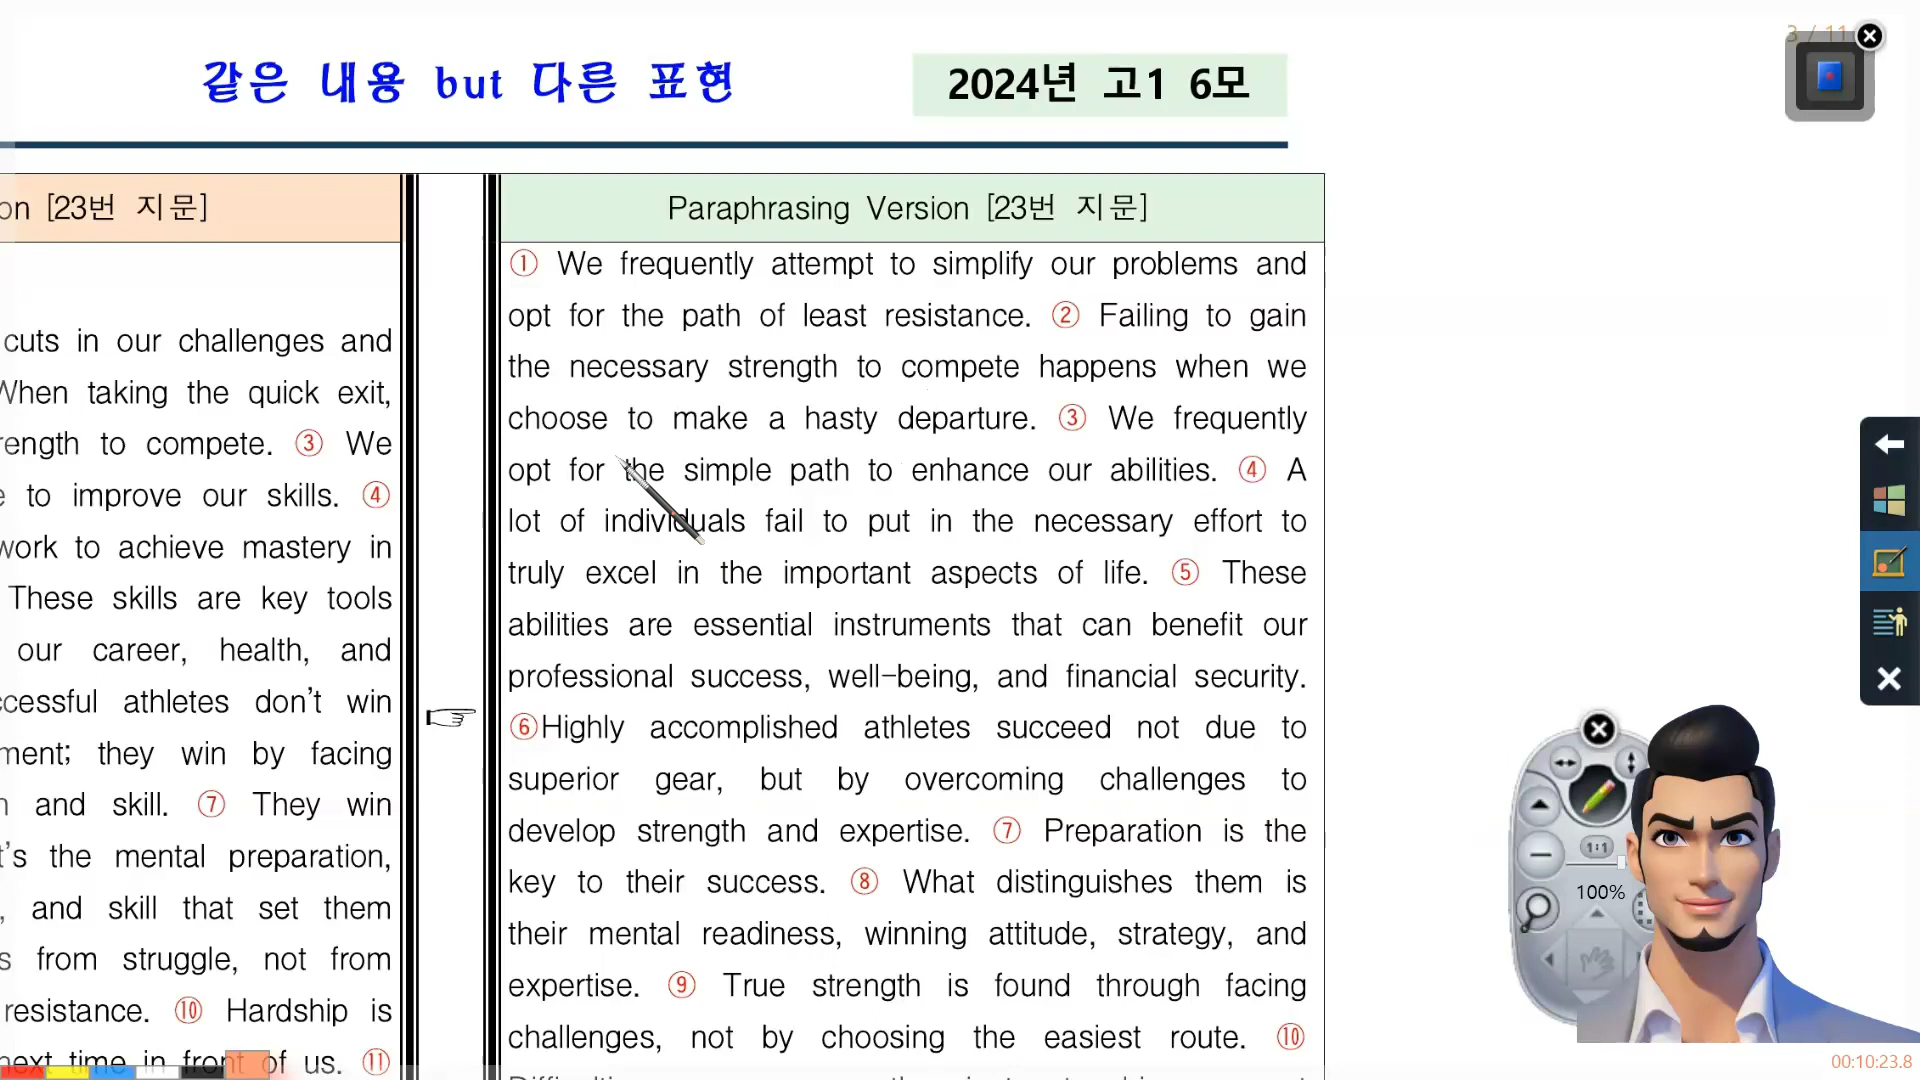 3 / 11
같은 내용 but 다른 표현
2024년 고1 6모
on [23번 지문]
cuts in our challenges and
When taking the quick exit,
rength to compete. ③ We
e to improve our skills. ④
work to achieve mastery in
These skills are key tools
our career, health, and
ccessful athletes don't win
ment; they win by facing
n and skill. ⑦ They win
t's the mental preparation,
, and skill that set them
s from struggle, not from
resistance. ⑩ Hardship is
next time in front of us. ⑪
Paraphrasing Version [23번 지문]
① We frequently attempt to simplify our problems and
opt for the path of least resistance. ② Failing to gain
the necessary strength to compete happens when we
choose to make a hasty departure. ③ We frequently
opt for the simple path to enhance our abilities. ④ A
lot of individuals fail to put in the necessary effort to
truly excel in the important aspects of life. ⑤ These
abilities are essential instruments that can benefit our
professional success, well-being, and financial security.
⑥Highly accomplished athletes succeed not due to
superior gear, but by overcoming challenges to
develop strength and expertise. ⑦ Preparation is the
key to their success. ⑧ What distinguishes them is
their mental readiness, winning attitude, strategy, and
expertise. ⑨ True strength is found through facing
challenges, not by choosing the easiest route. ⑩
1:1
100%
00:10:23.8